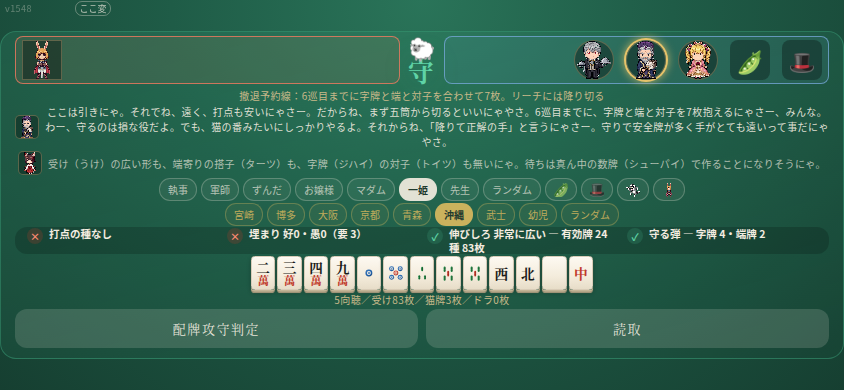 v1548
ここ変
守
撤退予約線：6巡目までに字牌と端と対子を合わせて7枚。リーチには降り切る
ここは引きにゃ。それでね、遠く、打点も安いにゃさー。だからね、まず五筒から切るといいにゃやさ。6巡目までに、字牌と端と対子を7枚抱えるにゃさー、みんな。
わー、守るのは損な役だよ。でも、猫の番みたいにしっかりやるよ。それからね、「降りて正解の手」と言うにゃさー。守りで安全牌が多く手がとても遠いって事だにゃ
やさ。
受け（うけ）の広い形も、端寄りの搭子（ターツ）も、字牌（ジハイ）の対子（トイツ）も無いにゃ。待ちは真ん中の数牌（シューパイ）で作ることになりそうにゃ。
執事 軍師 ずんだ お嬢様 マダム 一姫 先生 ランダム
宮崎 博多 大阪 京都 青森 沖縄 武士 幼児 ランダム
× 打点の種なし
× 埋まり 好0・愚0（要 3）
✓ 伸びしろ 非常に広い ─ 有効牌 24
種 83枚
✓ 守る弾 ─ 字牌 4・端牌 2
二萬 三萬 四萬 九萬 西 北 中
5向聴／受け83枚／猫牌3枚／ドラ0枚
配牌攻守判定
読取